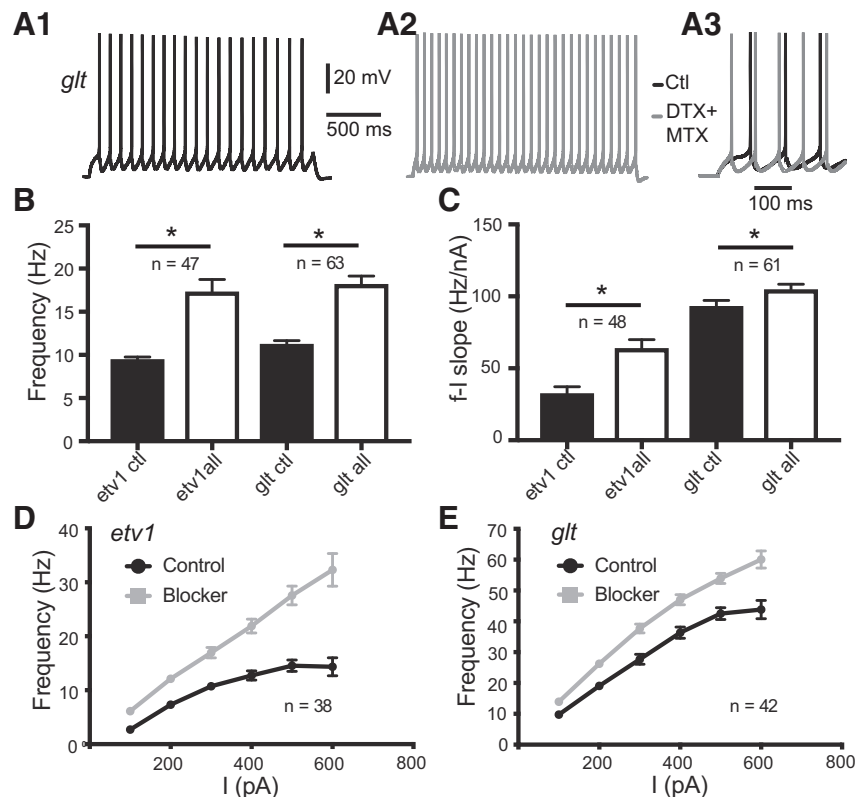 A1
A2
A3
glt
20 mV
500 ms
Ctl
DTX+
MTX
100 ms
B
Frequency (Hz)
25
20
15
10
5
0
*
n = 47
*
n = 63
etv1 ctl
etv1all
glt ctl
glt all
C
f-I slope (Hz/nA)
150
100
50
0
*
n = 48
*
n = 61
etv1 ctl
etv1all
glt ctl
glt all
D
etv1
Frequency (Hz)
40
30
20
10
0
Control
Blocker
n = 38
200
400
600
800
I (pA)
E
glt
Frequency (Hz)
70
60
50
40
30
20
10
0
Control
Blocker
n = 42
200
400
600
800
I (pA)